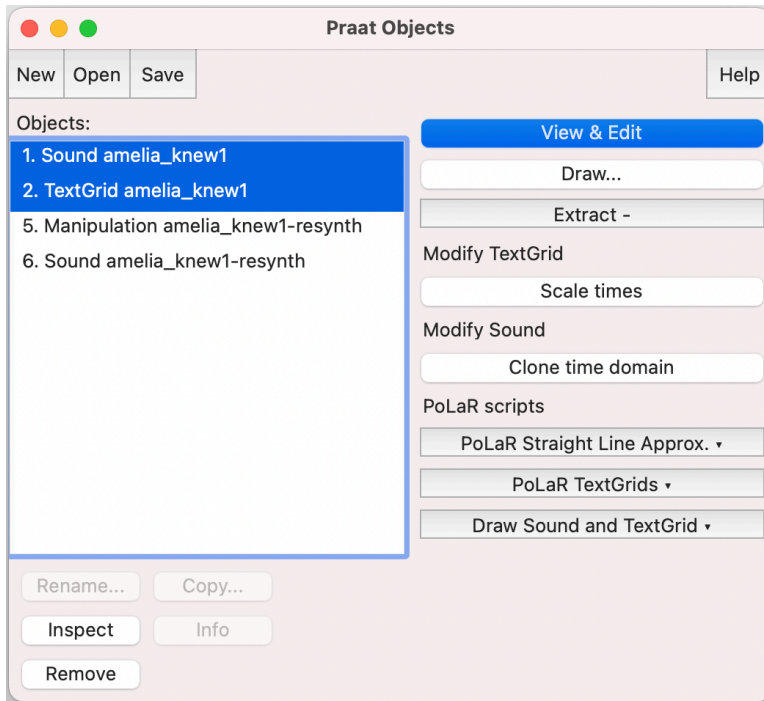 Praat Objects
New Open Save Help
Objects:
1. Sound amelia_knew1
2. TextGrid amelia_knew1
5. Manipulation amelia_knew1-resynth
6. Sound amelia_knew1-resynth
View & Edit
Draw...
Extract -
Modify TextGrid
Scale times
Modify Sound
Clone time domain
PoLaR scripts
PoLaR Straight Line Approx. ▾
PoLaR TextGrids ▾
Draw Sound and TextGrid ▾
Rename... Copy...
Inspect Info
Remove